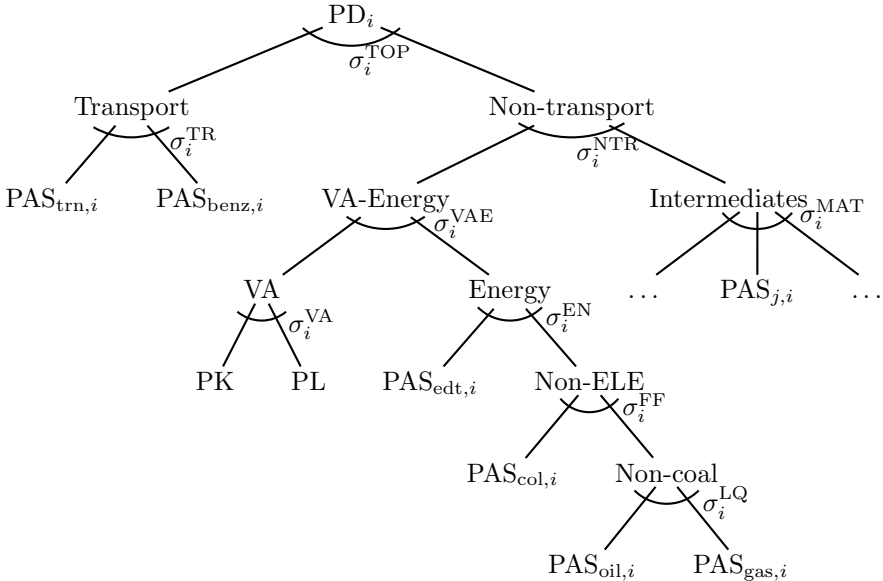 PD_i
σ_i^TOP
Transport Non-transport
σ_i^TR σ_i^NTR
PAS_trn,i PAS_benz,i VA-Energy Intermediates
σ_i^VAE σ_i^MAT
VA Energy ... PAS_j,i ...
σ_i^VA σ_i^EN
PK PL PAS_edt,i Non-ELE
σ_i^FF
PAS_col,i Non-coal
σ_i^LQ
PAS_oil,i PAS_gas,i